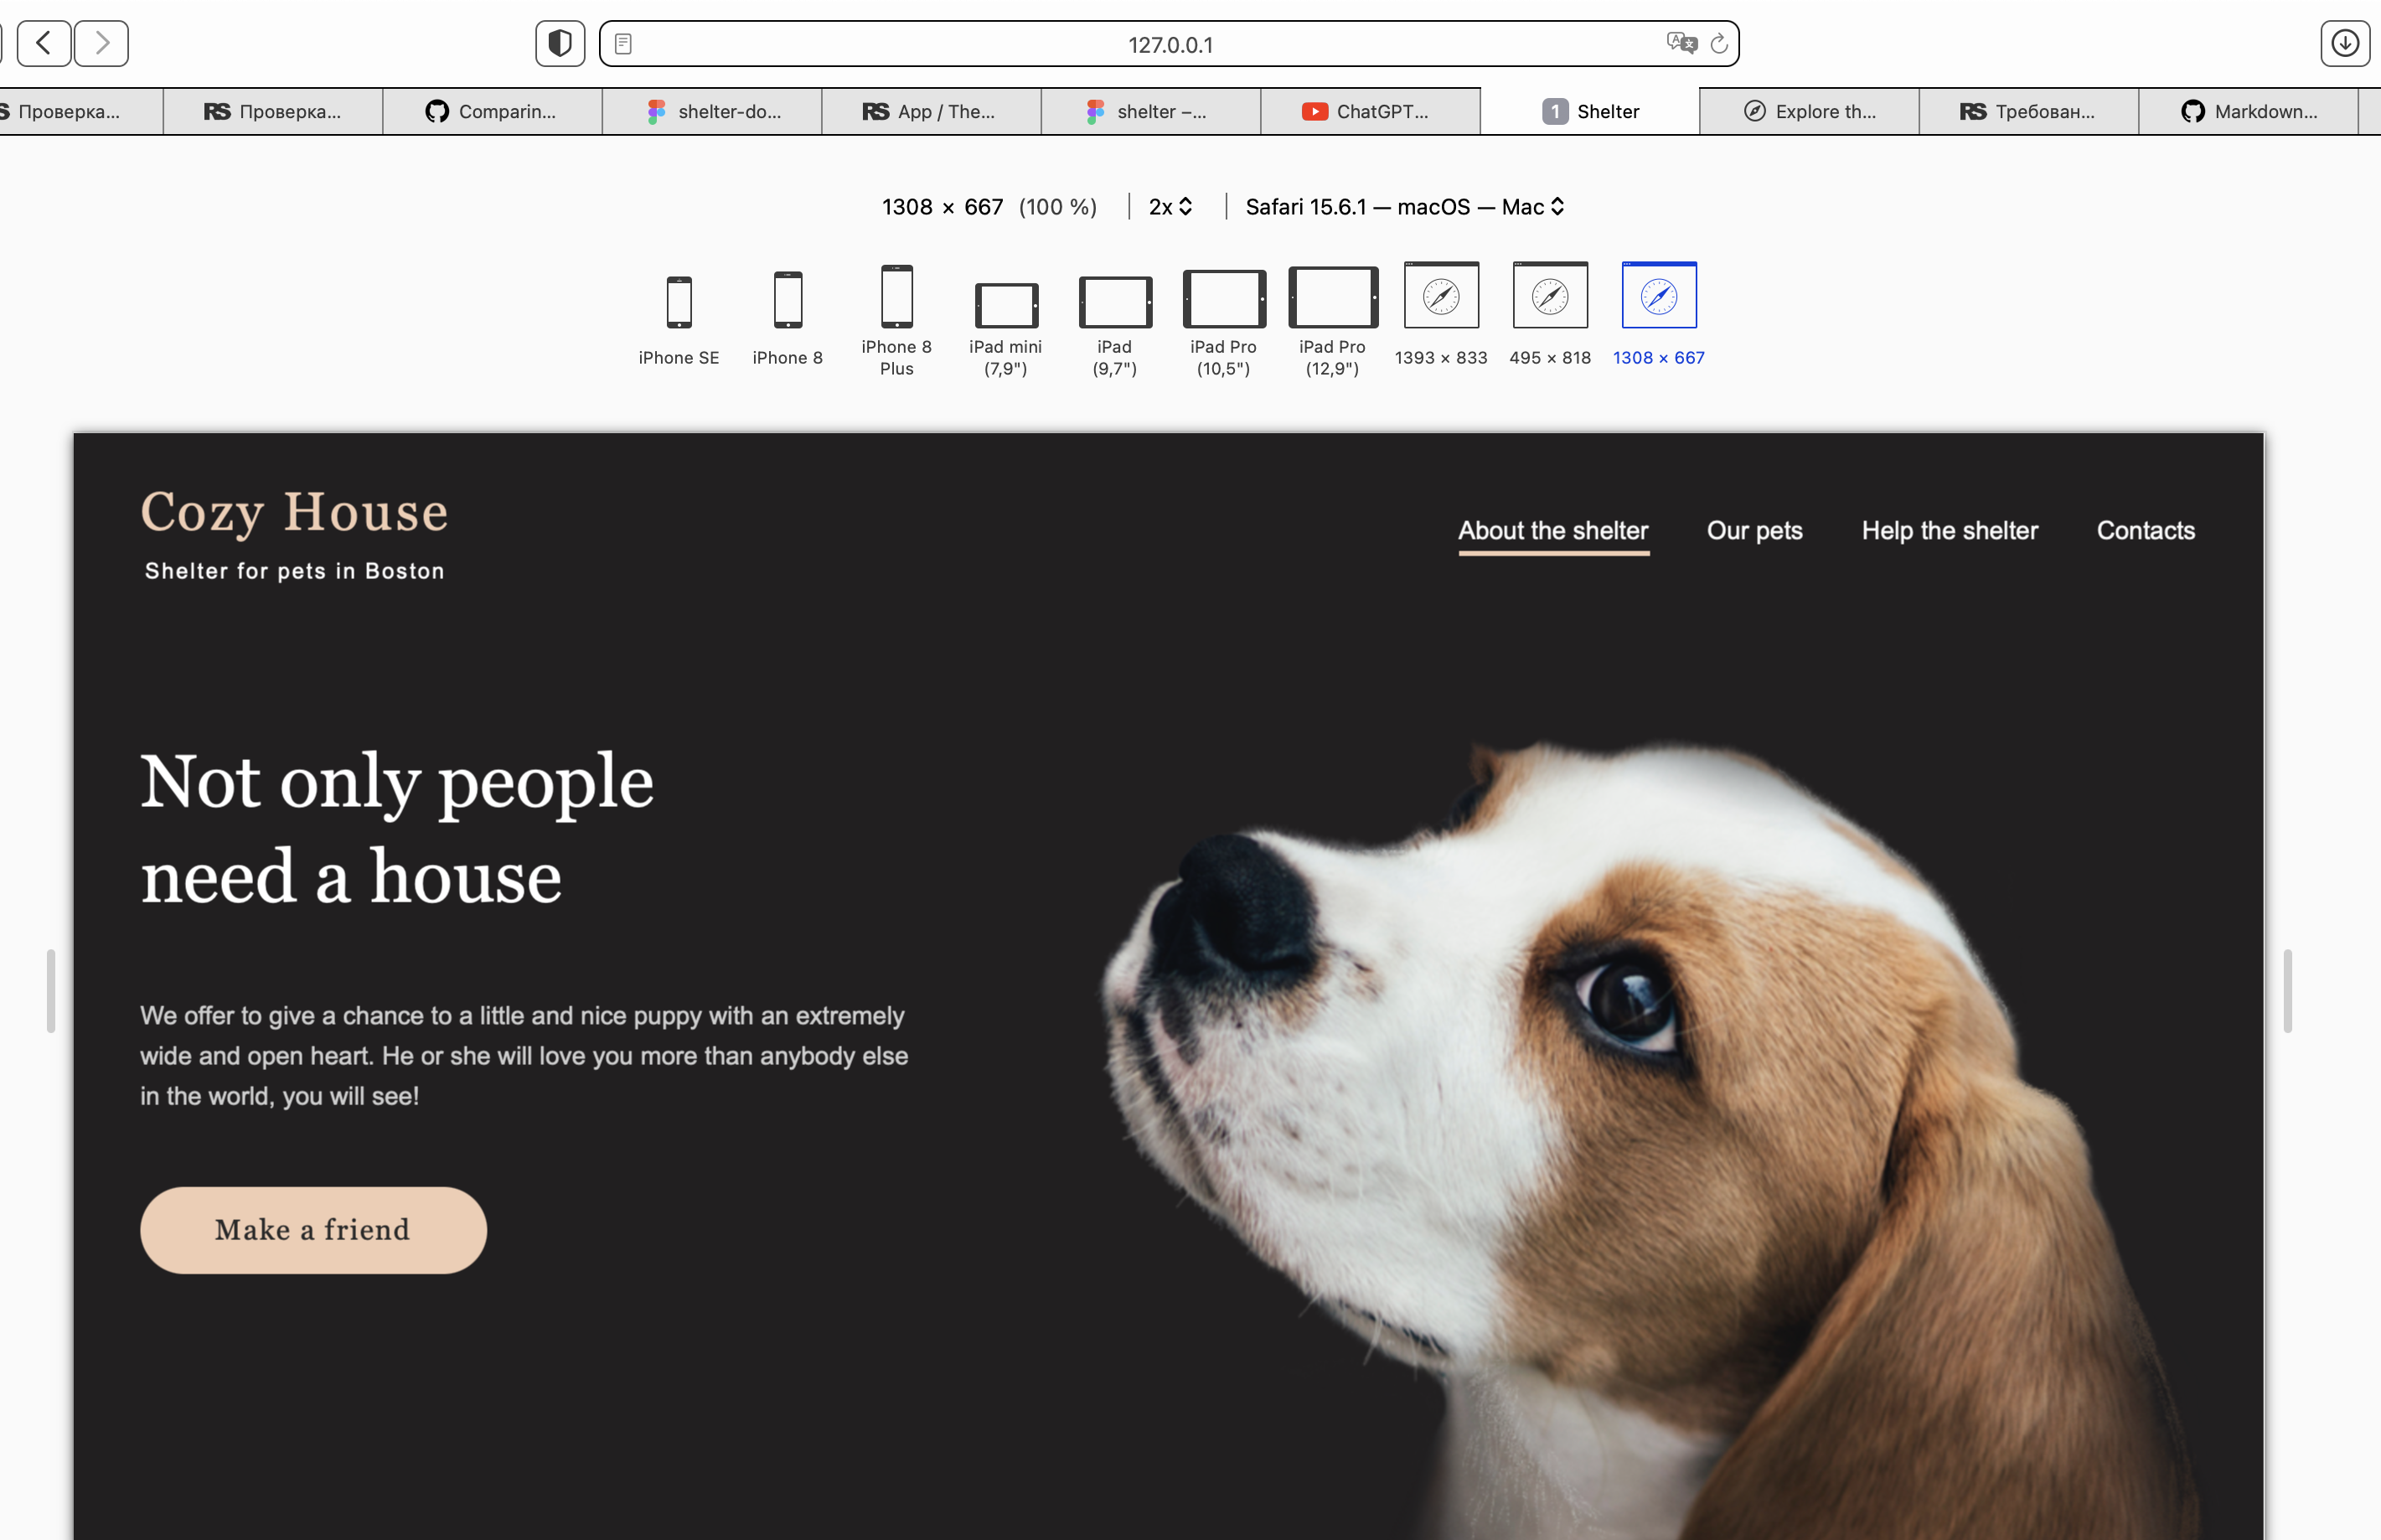 127.0.0.1
Проверка...
RS Проверка...
Comparin...
shelter-do...
RS App / The...
shelter –...
ChatGPT...
1 Shelter
Explore th...
RS Требован...
Markdown...
1308 × 667 (100 %)
2x
Safari 15.6.1 — macOS — Mac
iPhone SE
iPhone 8
iPhone 8
Plus
iPad mini
(7,9")
iPad
(9,7")
iPad Pro
(10,5")
iPad Pro
(12,9")
1393 × 833
495 × 818
1308 × 667
Cozy House
Shelter for pets in Boston
About the shelter
Our pets
Help the shelter
Contacts
Not only people
need a house
We offer to give a chance to a little and nice puppy with an extremely
wide and open heart. He or she will love you more than anybody else
in the world, you will see!
Make a friend